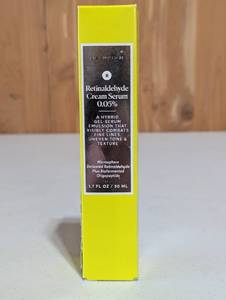 Retinaldehyde
Cream Serum
0.05%
A HYBRID
GEL-SERUM
EMULSION THAT
VISIBLY COMBATS
FINE LINES,
UNEVEN TONE &
TEXTURE
Microsphere
Delivered Retinaldehyde
Plus Biofermented
Oligopeptide
1.7 FL OZ / 50 ML